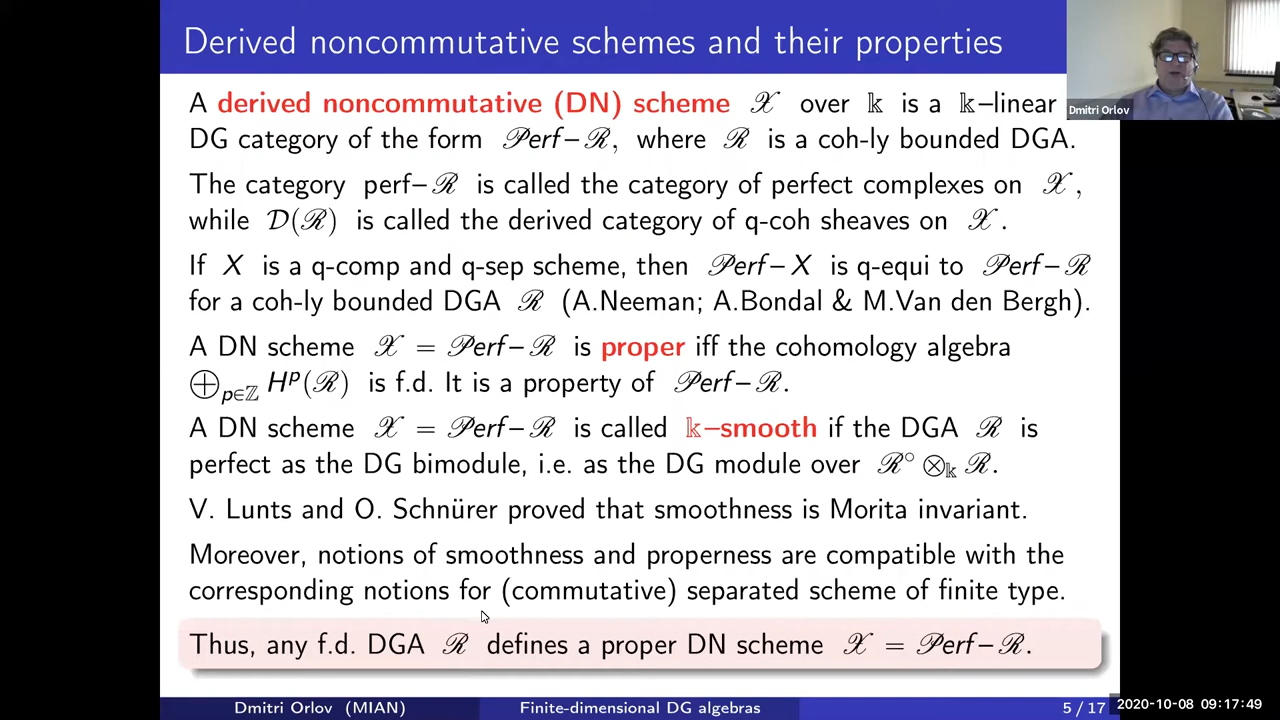 Derived noncommutative schemes and their properties
Dmitri Orlov
A derived noncommutative (DN) scheme 𝒳 over 𝕜 is a 𝕜–linear
DG category of the form 𝒫erf–ℛ, where ℛ is a coh-ly bounded DGA.
The category perf–ℛ is called the category of perfect complexes on 𝒳,
while 𝒟(ℛ) is called the derived category of q-coh sheaves on 𝒳.
If X is a q-comp and q-sep scheme, then 𝒫erf–X is q-equi to 𝒫erf–ℛ
for a coh-ly bounded DGA ℛ (A.Neeman; A.Bondal & M.Van den Bergh).
A DN scheme 𝒳 = 𝒫erf–ℛ is proper iff the cohomology algebra
⨁_{p∈ℤ} H^p(ℛ) is f.d. It is a property of 𝒫erf–ℛ.
A DN scheme 𝒳 = 𝒫erf–ℛ is called 𝕜–smooth if the DGA ℛ is
perfect as the DG bimodule, i.e. as the DG module over ℛ° ⊗_𝕜 ℛ.
V. Lunts and O. Schnürer proved that smoothness is Morita invariant.
Moreover, notions of smoothness and properness are compatible with the
corresponding notions for (commutative) separated scheme of finite type.
Thus, any f.d. DGA ℛ defines a proper DN scheme 𝒳 = 𝒫erf–ℛ.
Dmitri Orlov (MIAN) Finite-dimensional DG algebras 5 / 17 2020-10-08 09:17:49